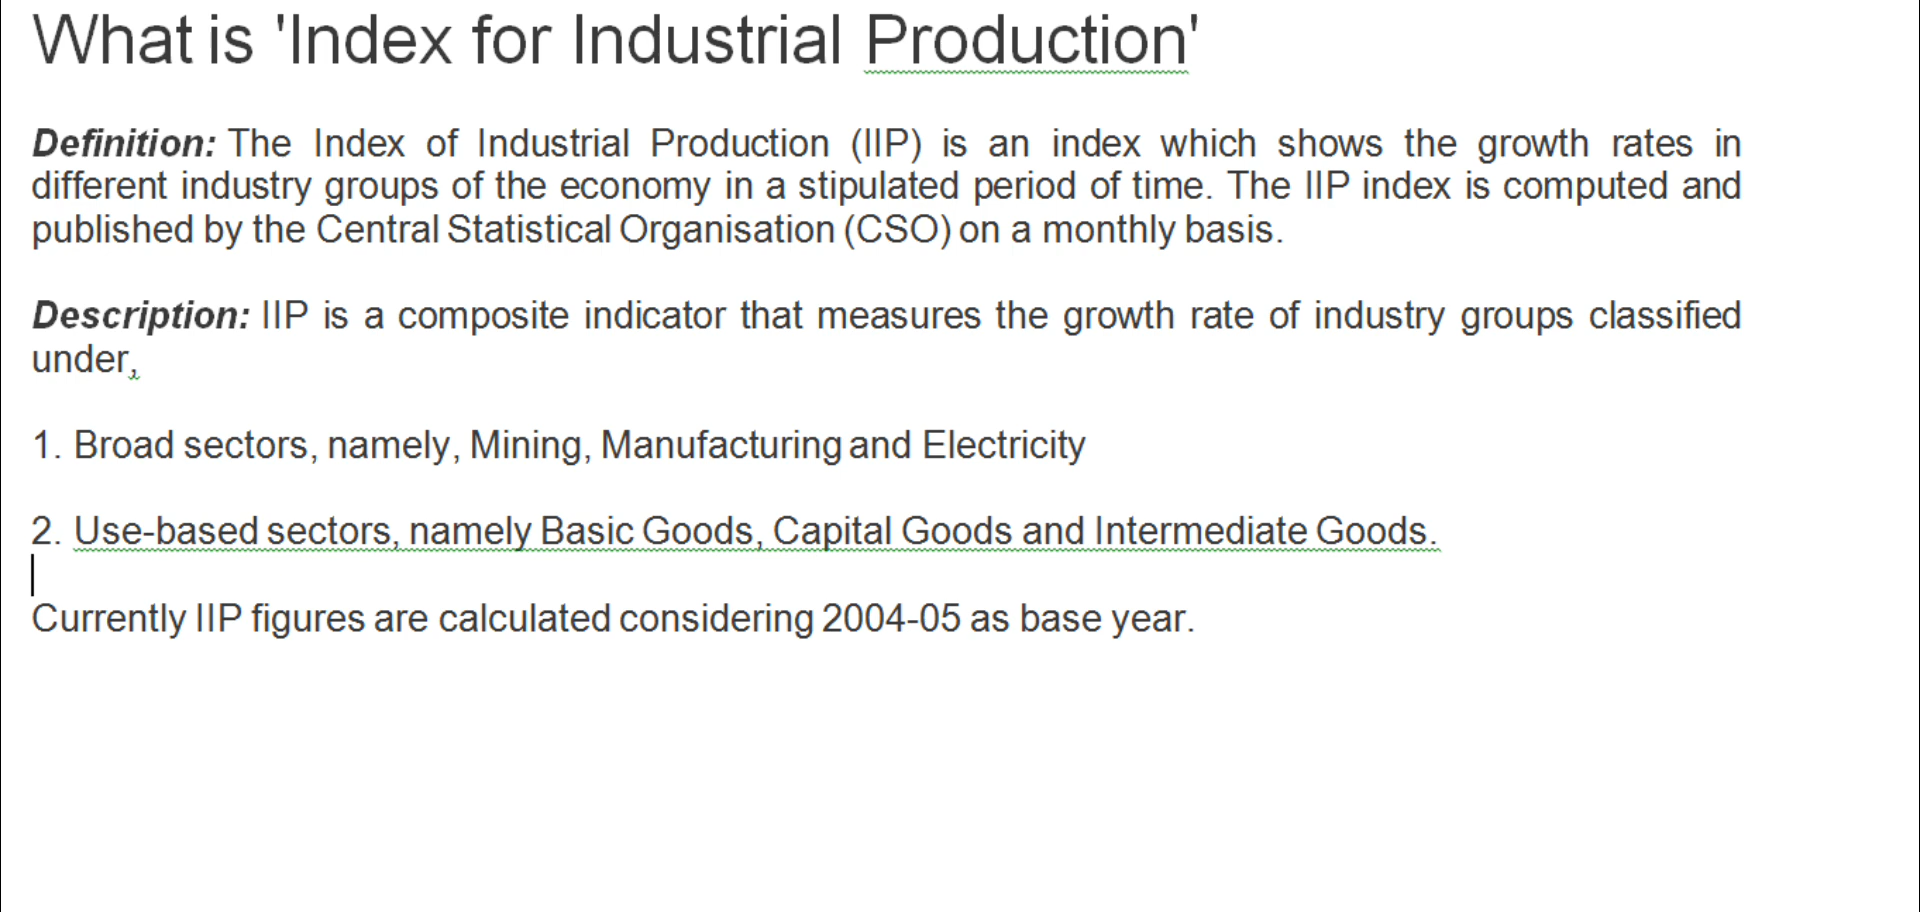 What is 'Index for Industrial Production'
Definition: The Index of Industrial Production (IIP) is an index which shows the growth rates in
different industry groups of the economy in a stipulated period of time. The IIP index is computed and
published by the Central Statistical Organisation (CSO) on a monthly basis.
Description: IIP is a composite indicator that measures the growth rate of industry groups classified
under,
1. Broad sectors, namely, Mining, Manufacturing and Electricity
2. Use-based sectors, namely Basic Goods, Capital Goods and Intermediate Goods.
Currently IIP figures are calculated considering 2004-05 as base year.